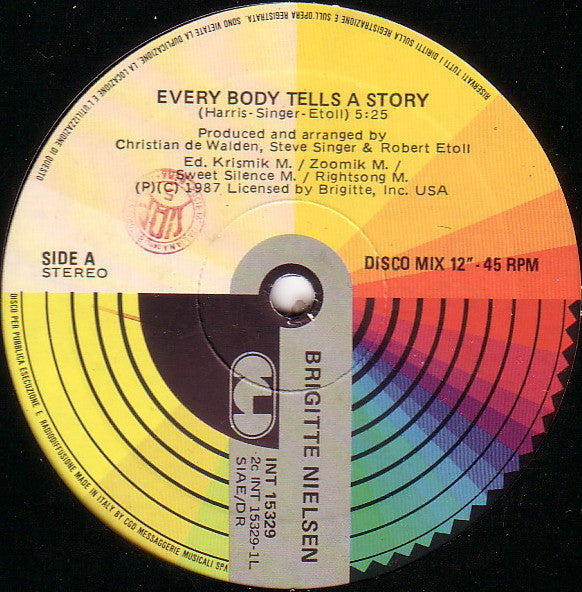 RISERVATI TUTTI I DIRITTI SULLA REGISTRAZIONE E SULL'OPERA REGISTRATA. SONO VIETATE LA DUPLICAZIONE, LA LOCAZIONE E L'UTILIZZAZIONE DI QUESTO
DISCO PER PUBBLICA ESECUZIONE E RADIODIFFUSIONE. MADE IN ITALY BY CGD MESSAGGERIE MUSICALI SPA
EVERY BODY TELLS A STORY
(Harris-Singer-Etoll) 5:25
Produced and arranged by
Christian de Walden, Steve Singer & Robert Etoll
Ed. Krismik M. / Zoomik M. /
Sweet Silence M. / Rightsong M.
(P)(C) 1987 Licensed by Brigitte, Inc. USA
SIDE A
STEREO
DISCO MIX 12" - 45 RPM
BRIGITTE NIELSEN
CGD
INT 15329
2c INT 15329-1L
SIAE/DR